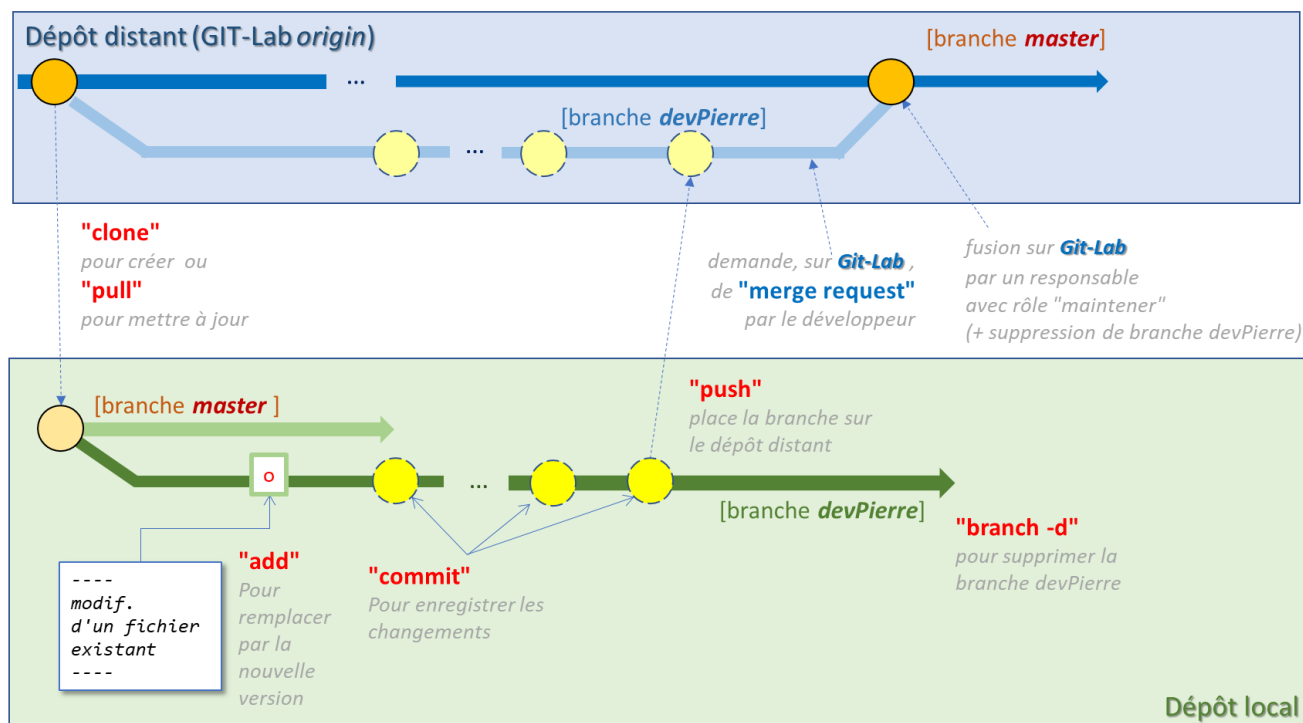 Dépôt distant (GIT-Lab origin)
[branche master]
...
[branche devPierre]
...
"clone"
pour créer ou
"pull"
pour mettre à jour
demande, sur Git-Lab ,
de "merge request"
par le développeur
fusion sur Git-Lab
par un responsable
avec rôle "maintener"
(+ suppression de branche devPierre)
[branche master ]
"push"
place la branche sur
le dépôt distant
o
...
[branche devPierre]
"branch -d"
pour supprimer la
branche devPierre
"add"
Pour
remplacer
par la
nouvelle
version
"commit"
Pour enregistrer les
changements
----
modif.
d'un fichier
existant
----
Dépôt local